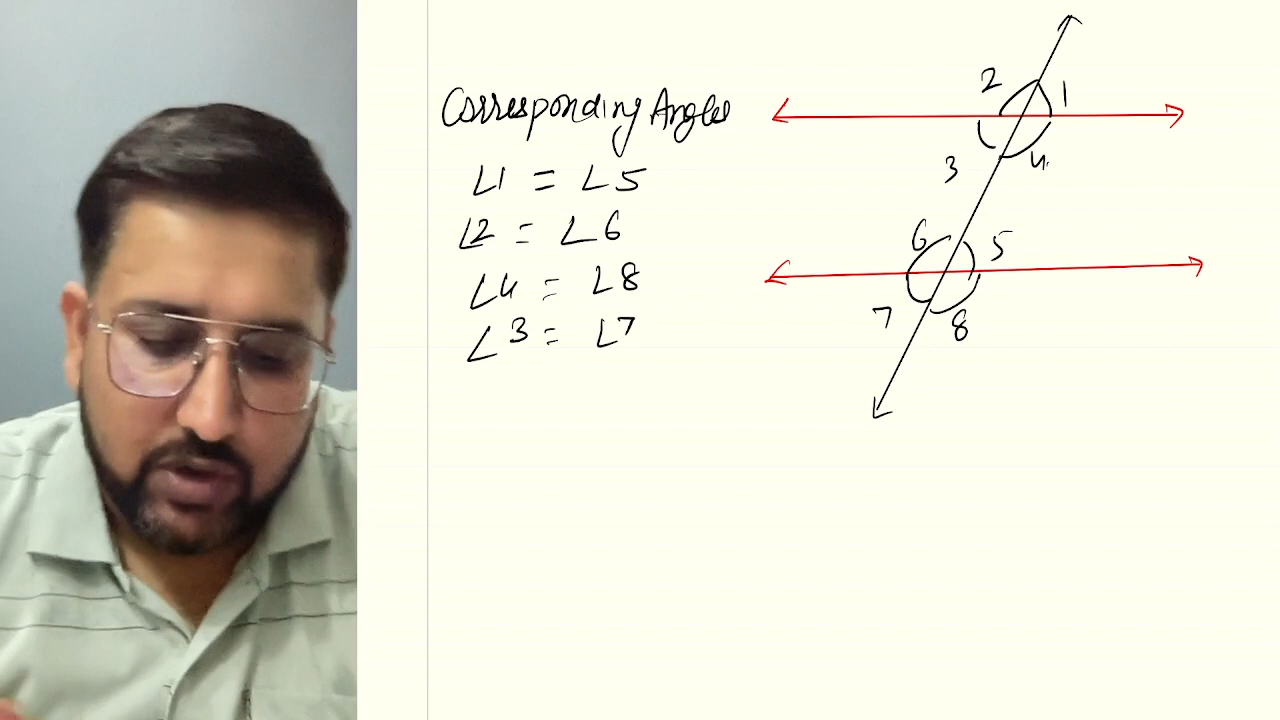 Corresponding Angles
∠1 = ∠5
∠2 = ∠6
∠4 = ∠8
∠3 = ∠7
2 1
3 4
6 5
7 8